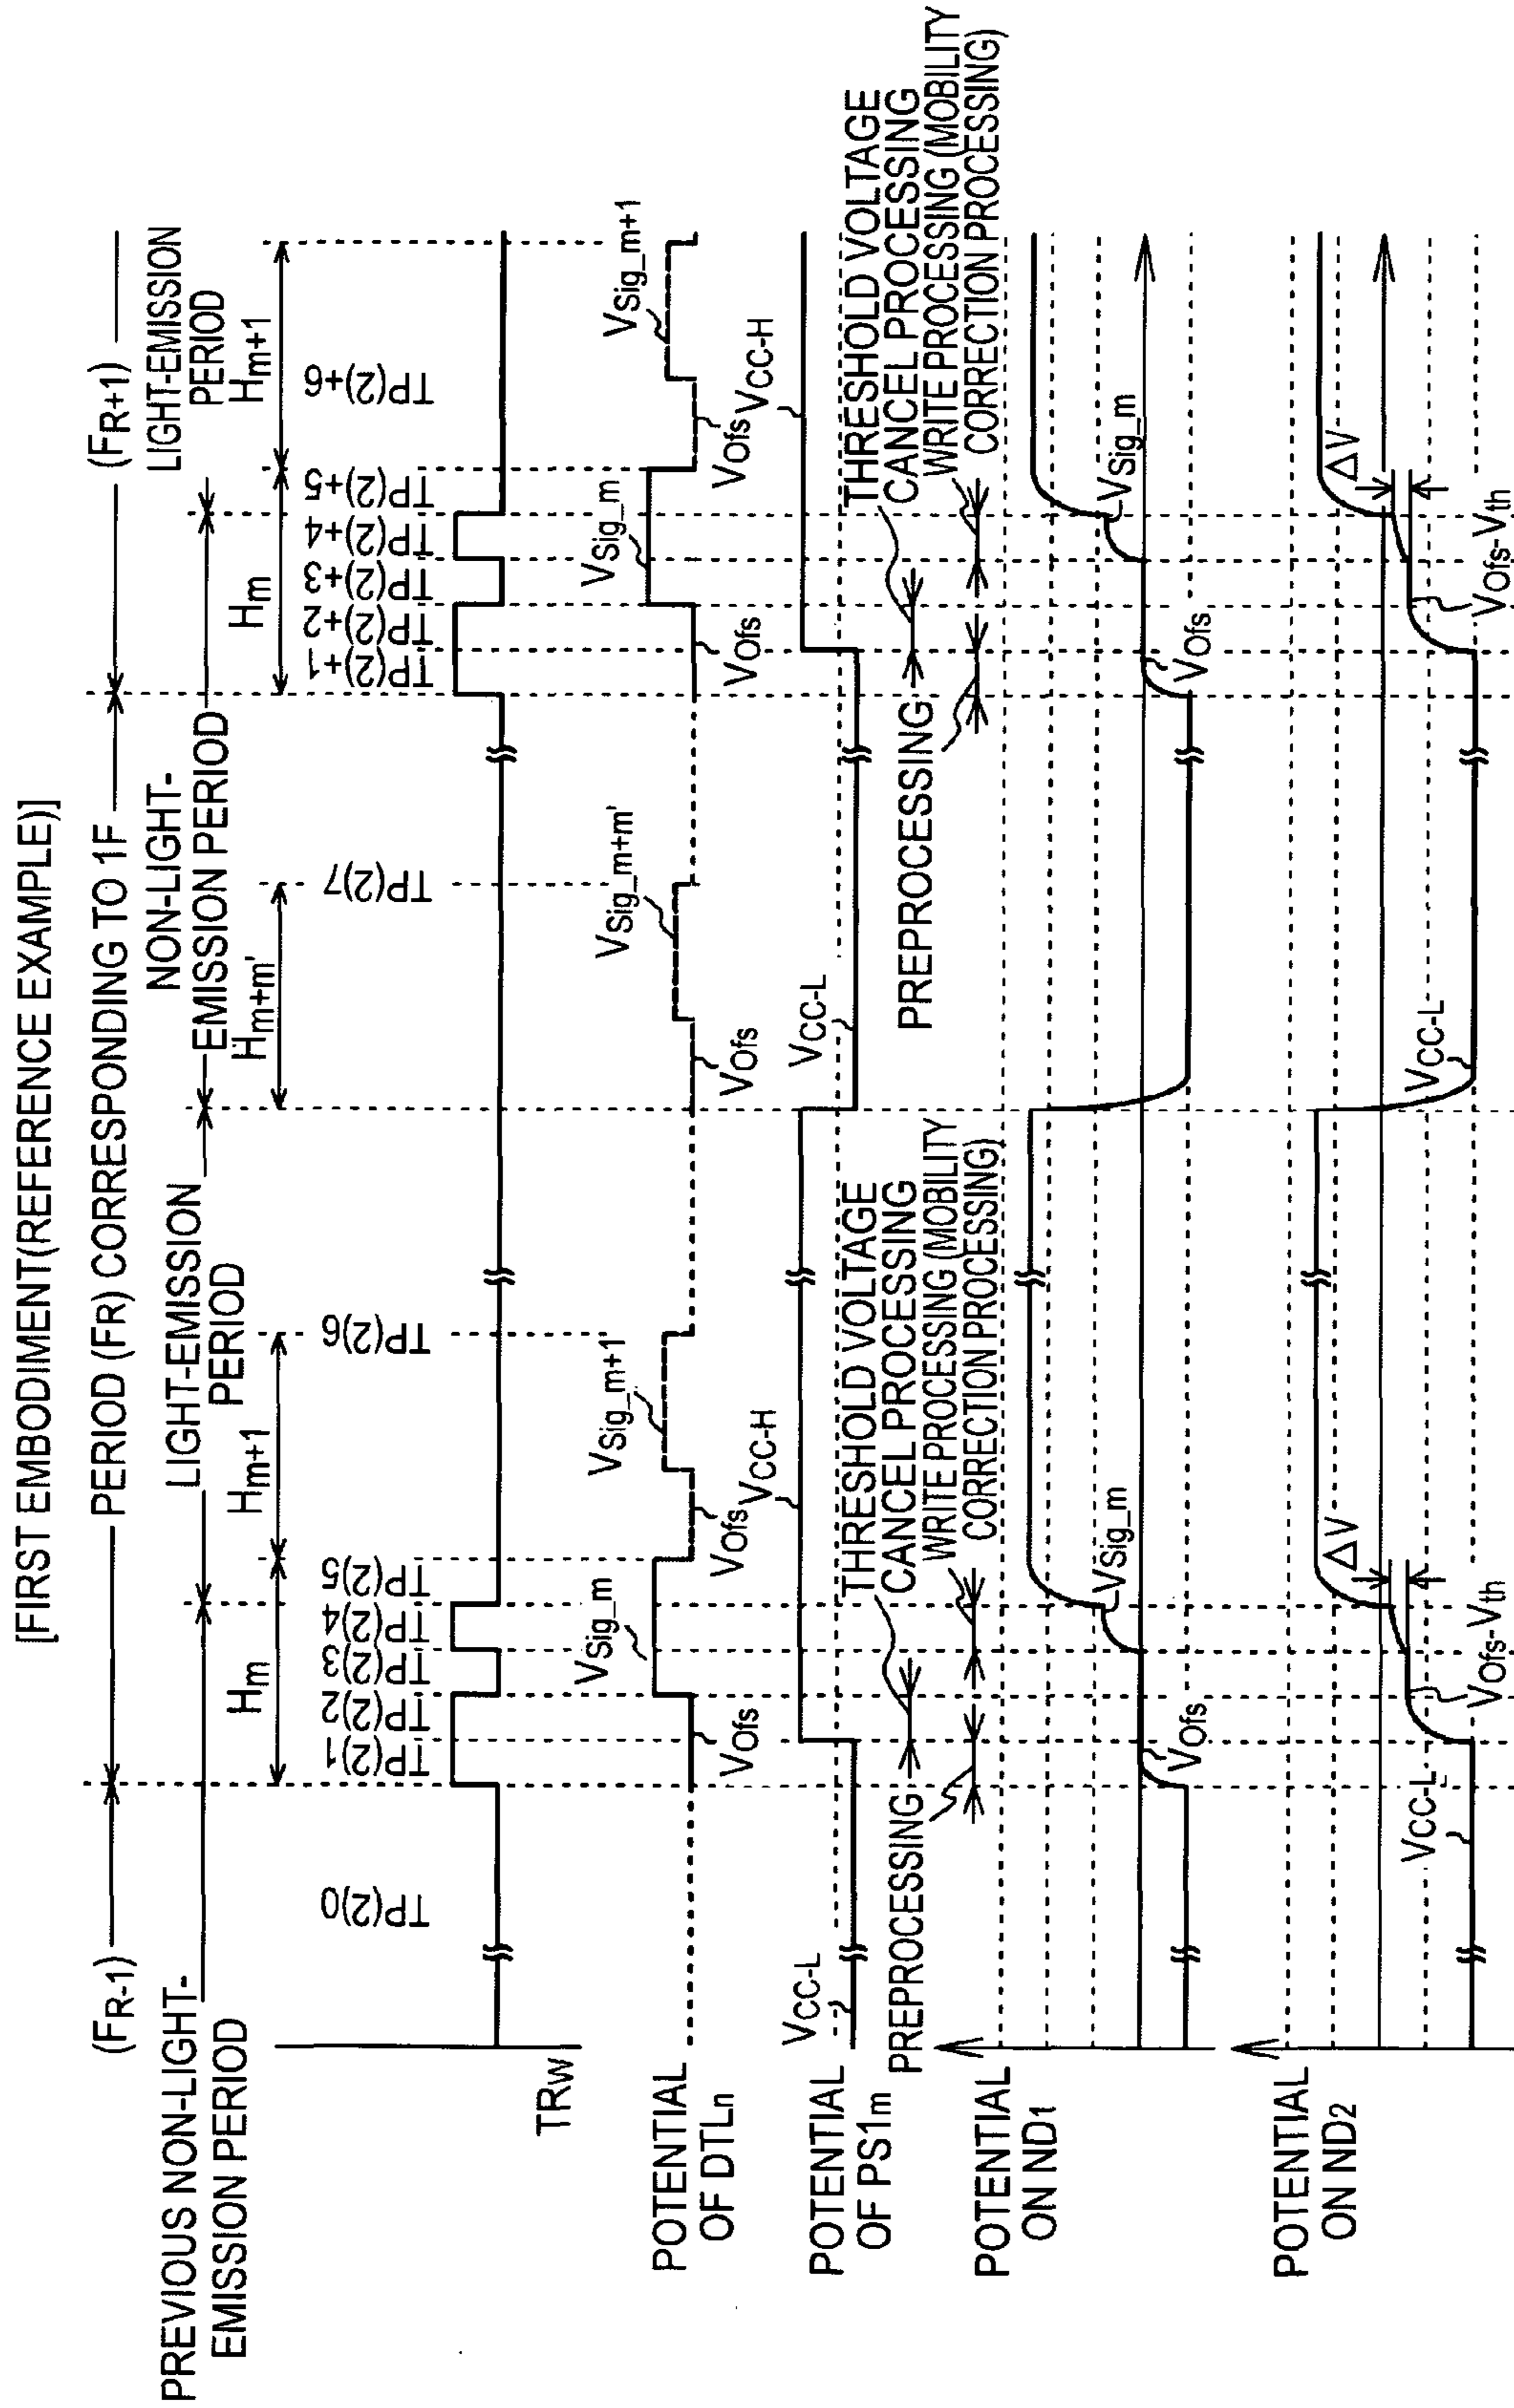 [FIRST EMBODIMENT(REFERENCE EXAMPLE)]
(FR-1)
PERIOD (FR) CORRESPONDING TO 1F
(FR+1)
PREVIOUS NON-LIGHT-
EMISSION PERIOD
LIGHT-EMISSION
PERIOD
NON-LIGHT-
EMISSION PERIOD
LIGHT-EMISSION
PERIOD
Hm
Hm+1
Hm+m'
Hm
Hm+1
TP(2)0
TP(2)1
TP(2)2
TP(2)3
TP(2)4
TP(2)5
TP(2)6
TP(2)7
TP(2)+1
TP(2)+2
TP(2)+3
TP(2)+4
TP(2)+5
TP(2)+6
TRW
POTENTIAL
OF DTLn
VOfs
VSig_m
VOfs
VSig_m+1
VOfs
VSig_m+m'
VOfs
VSig_m
VOfs
VSig_m+1
POTENTIAL
OF PS1m
VCC-L
VCC-H
VCC-L
VCC-H
PREPROCESSING
THRESHOLD VOLTAGE
CANCEL PROCESSING
WRITE PROCESSING (MOBILITY
CORRECTION PROCESSING)
PREPROCESSING
THRESHOLD VOLTAGE
CANCEL PROCESSING
WRITE PROCESSING (MOBILITY
CORRECTION PROCESSING)
POTENTIAL
ON ND1
VOfs
VSig_m
VOfs
VSig_m
POTENTIAL
ON ND2
VCC-L
VOfs-Vth
ΔV
VCC-L
VOfs-Vth
ΔV